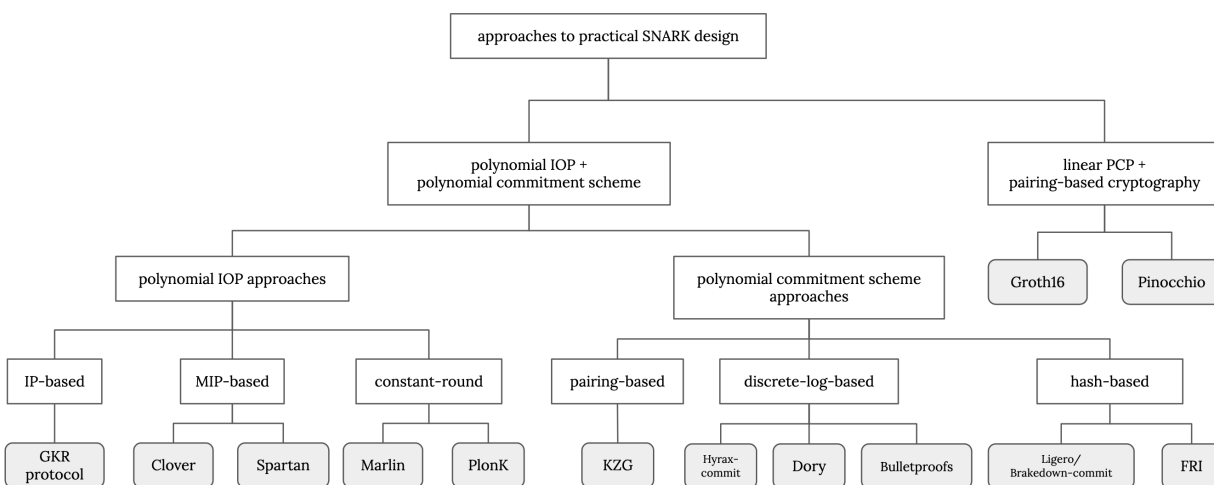 approaches to practical SNARK design
polynomial IOP +
polynomial commitment scheme
linear PCP +
pairing-based cryptography
polynomial IOP approaches
polynomial commitment scheme
approaches
Groth16
Pinocchio
IP-based
MIP-based
constant-round
pairing-based
discrete-log-based
hash-based
GKR
protocol
Clover
Spartan
Marlin
PlonK
KZG
Hyrax-
commit
Dory
Bulletproofs
Ligero/
Brakedown-commit
FRI